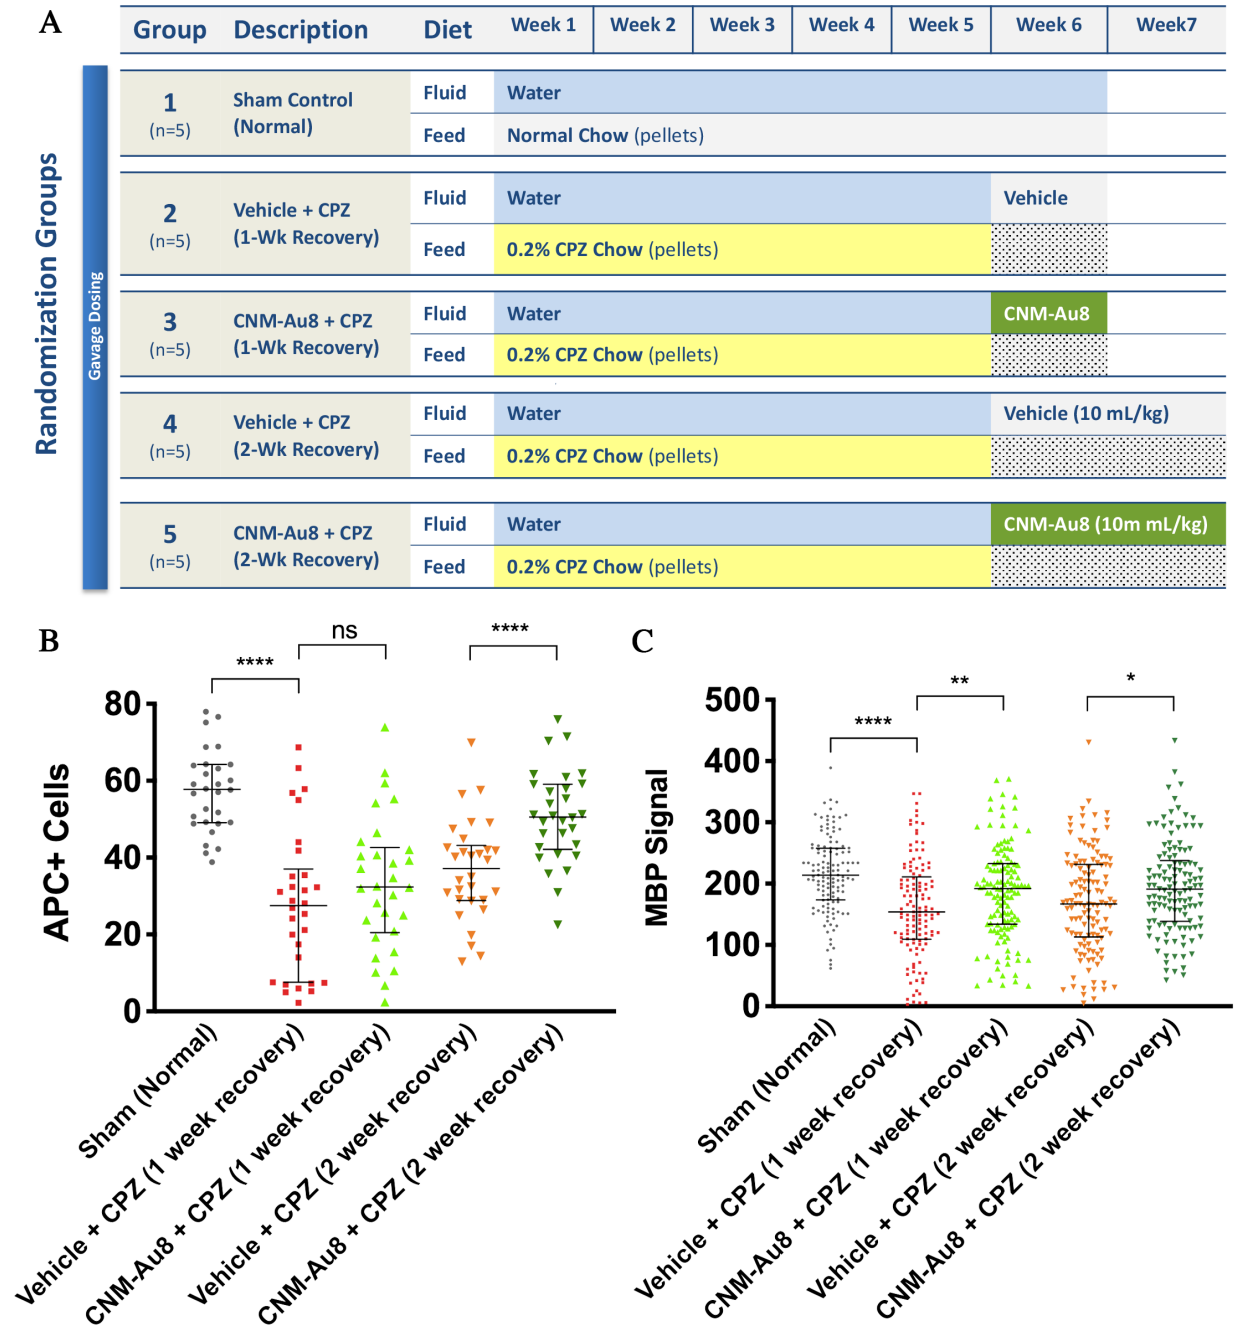 A
Group Description Diet Week 1 Week 2 Week 3 Week 4 Week 5 Week 6 Week7
Randomization Groups
Gavage Dosing
1
(n=5)
Sham Control
(Normal)
Fluid Water
Feed Normal Chow (pellets)
2
(n=5)
Vehicle + CPZ
(1-Wk Recovery)
Fluid Water Vehicle
Feed 0.2% CPZ Chow (pellets)
3
(n=5)
CNM-Au8 + CPZ
(1-Wk Recovery)
Fluid Water CNM-Au8
Feed 0.2% CPZ Chow (pellets)
4
(n=5)
Vehicle + CPZ
(2-Wk Recovery)
Fluid Water Vehicle (10 mL/kg)
Feed 0.2% CPZ Chow (pellets)
5
(n=5)
CNM-Au8 + CPZ
(2-Wk Recovery)
Fluid Water CNM-Au8 (10m mL/kg)
Feed 0.2% CPZ Chow (pellets)
B
ns
****
****
80
60
40
20
0
APC+ Cells
Sham (Normal)
Vehicle + CPZ (1 week recovery)
CNM-Au8 + CPZ (1 week recovery)
Vehicle + CPZ (2 week recovery)
CNM-Au8 + CPZ (2 week recovery)
C
**
*
****
500
400
300
200
100
0
MBP Signal
Sham (Normal)
Vehicle + CPZ (1 week recovery)
CNM-Au8 + CPZ (1 week recovery)
Vehicle + CPZ (2 week recovery)
CNM-Au8 + CPZ (2 week recovery)